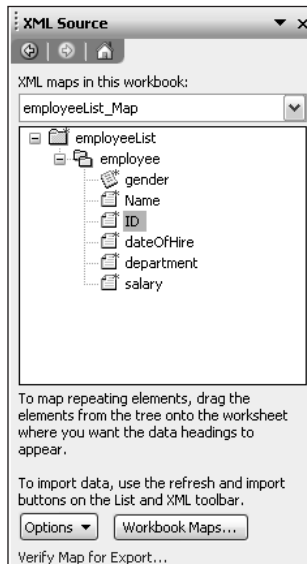 XML Source
XML maps in this workbook:
employeeList_Map
employeeList
employee
gender
Name
ID
dateOfHire
department
salary
To map repeating elements, drag the
elements from the tree onto the worksheet
where you want the data headings to
appear.
To import data, use the refresh and import
buttons on the List and XML toolbar.
Options Workbook Maps...
Verify Map for Export...